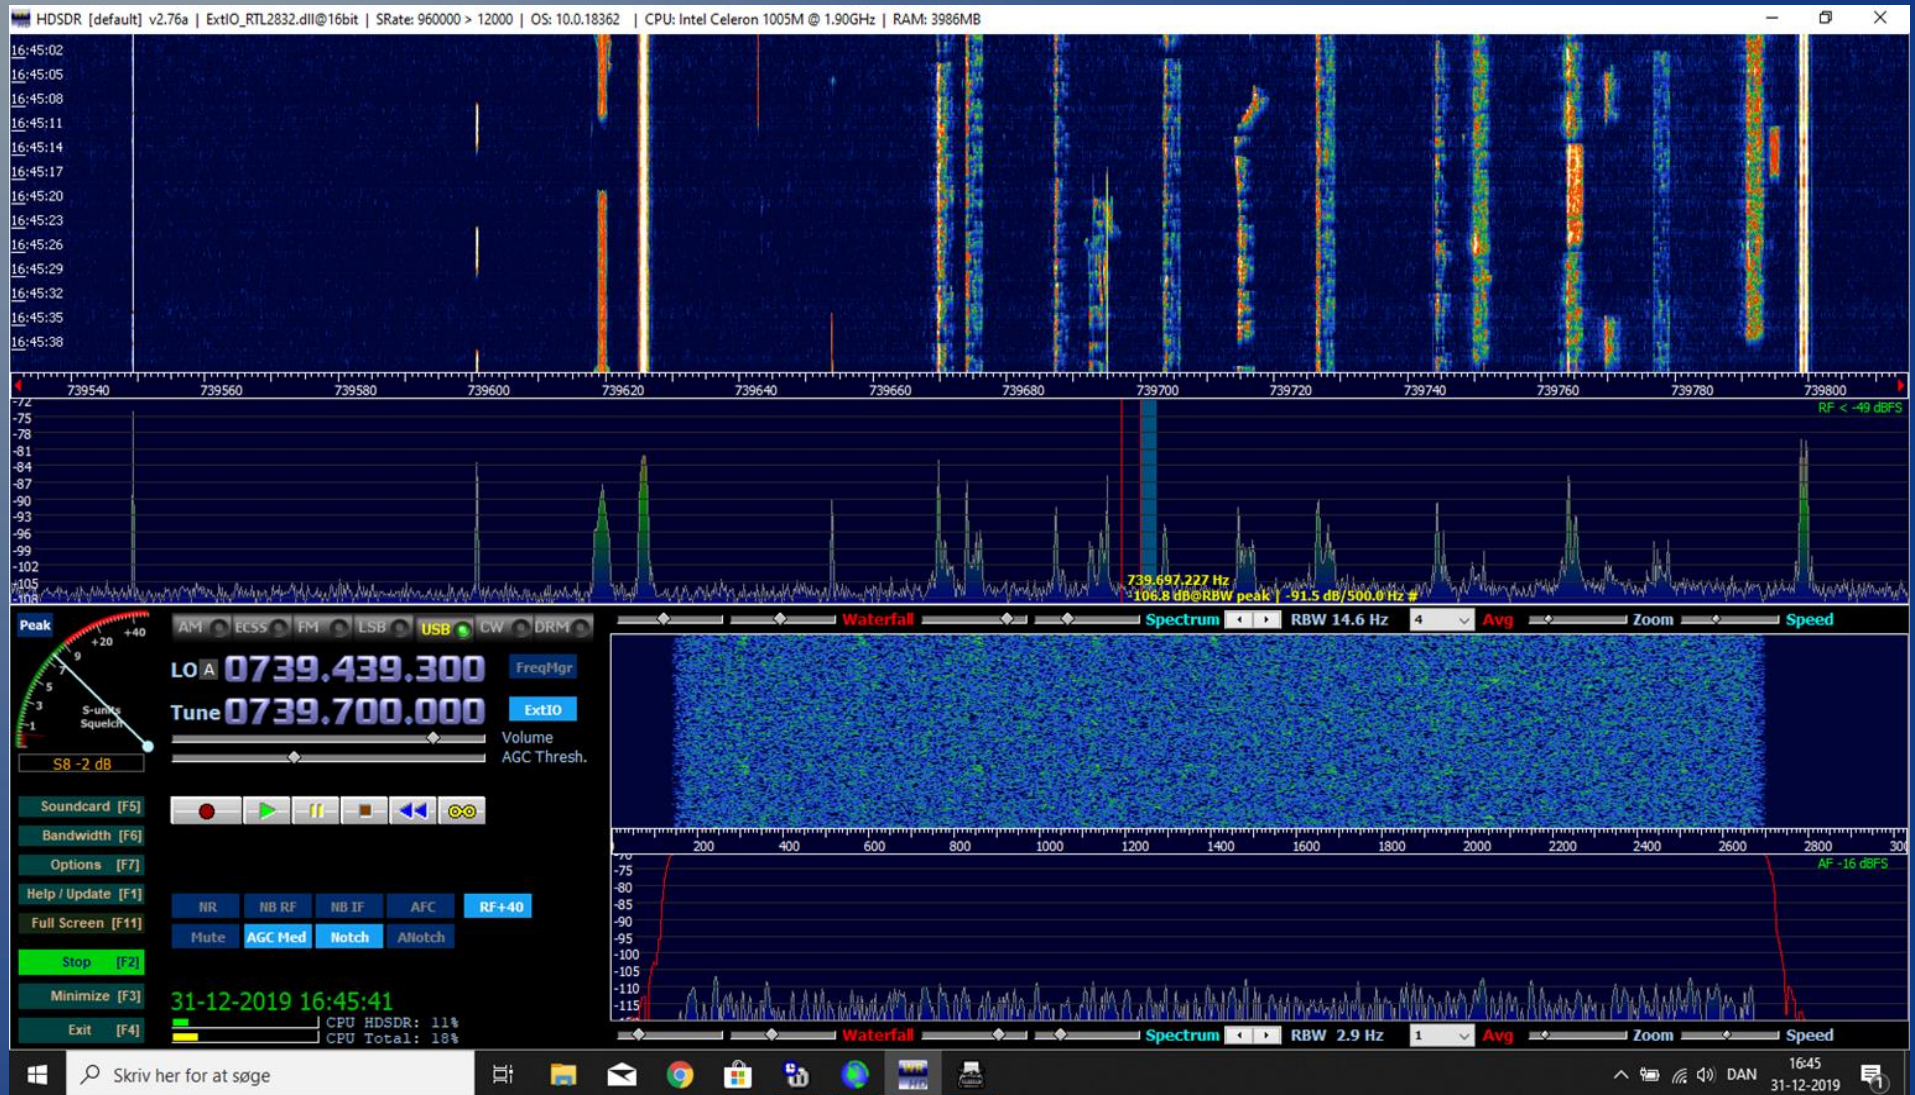 HDSDR [default] v2.76a | ExtIO_RTL2832.dll@16bit | SRate: 960000 > 12000 | OS: 10.0.18362 | CPU: Intel Celeron 1005M @ 1.90GHz | RAM: 3986MB
16:45:02
16:45:05
16:45:08
16:45:11
16:45:14
16:45:17
16:45:20
16:45:23
16:45:26
16:45:29
16:45:32
16:45:35
16:45:38
739540 739560 739580 739600 739620 739640 739660 739680 739700 739720 739740 739760 739780 739800
RF < -49 dBFS
-72
-75
-78
-81
-84
-87
-90
-93
-96
-99
-102
-105
-108
739.697.227 Hz
-106.8 dB@RBW peak | -91.5 dB/500.0 Hz #
Peak
1 3 5 7 9 +20 +40
S-units
Squelch
S8 -2 dB
AM ECSS FM LSB USB CW DRM
LO A 0739.439.300 FreqMgr
Tune 0739.700.000 ExtIO
Volume
AGC Thresh.
Soundcard [F5]
Bandwidth [F6]
Options [F7]
Help / Update [F1]
Full Screen [F11]
Stop [F2]
Minimize [F3]
Exit [F4]
NR NB RF NB IF AFC RF+40
Mute AGC Med Notch ANotch
31-12-2019 16:45:41
CPU HDSDR: 11%
CPU Total: 18%
Waterfall Spectrum RBW 14.6 Hz 4 Avg Zoom Speed
200 400 600 800 1000 1200 1400 1600 1800 2000 2200 2400 2600 2800 300
AF -16 dBFS
-70
-75
-80
-85
-90
-95
-100
-105
-110
-115
Waterfall Spectrum RBW 2.9 Hz 1 Avg Zoom Speed
Skriv her for at søge
DAN
16:45
31-12-2019
1